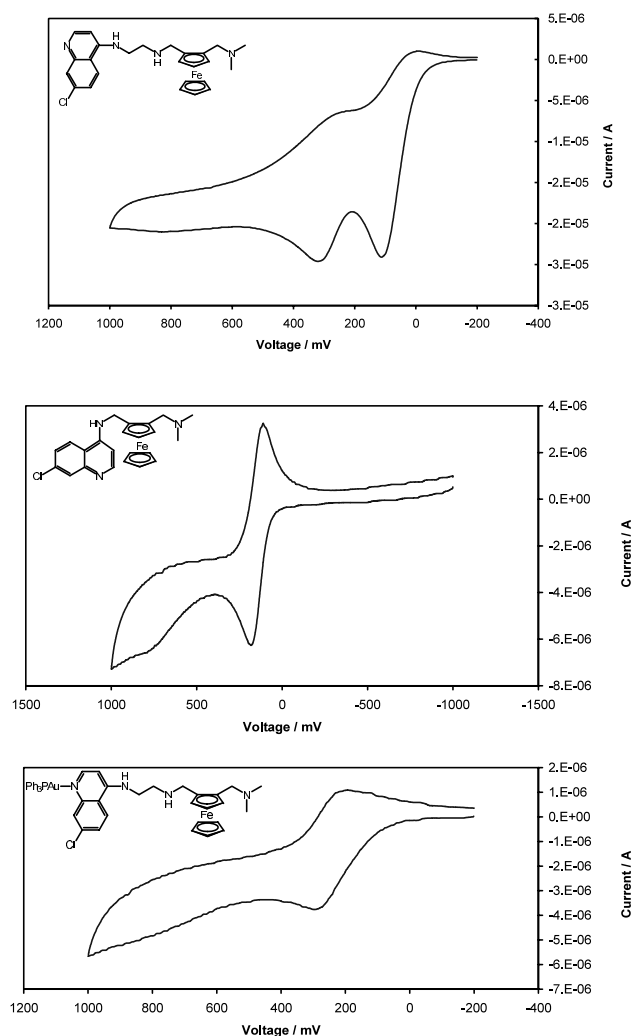 N
H
N
N
H
N
Fe
Cl
5.E-06
0.E+00
-5.E-06
-1.E-05
-2.E-05
-2.E-05
-3.E-05
-3.E-05
Current / A
1200 1000 800 600 400 200 0 -200 -400
Voltage / mV
HN
N
Fe
Cl
N
4.E-06
2.E-06
0.E+00
-2.E-06
-4.E-06
-6.E-06
-8.E-06
Current / A
1500 1000 500 0 -500 -1000 -1500
Voltage / mV
Ph3PAu
N
H
N
N
H
N
Fe
Cl
2.E-06
1.E-06
0.E+00
-1.E-06
-2.E-06
-3.E-06
-4.E-06
-5.E-06
-6.E-06
-7.E-06
Current / A
1200 1000 800 600 400 200 0 -200 -400
Voltage / mV